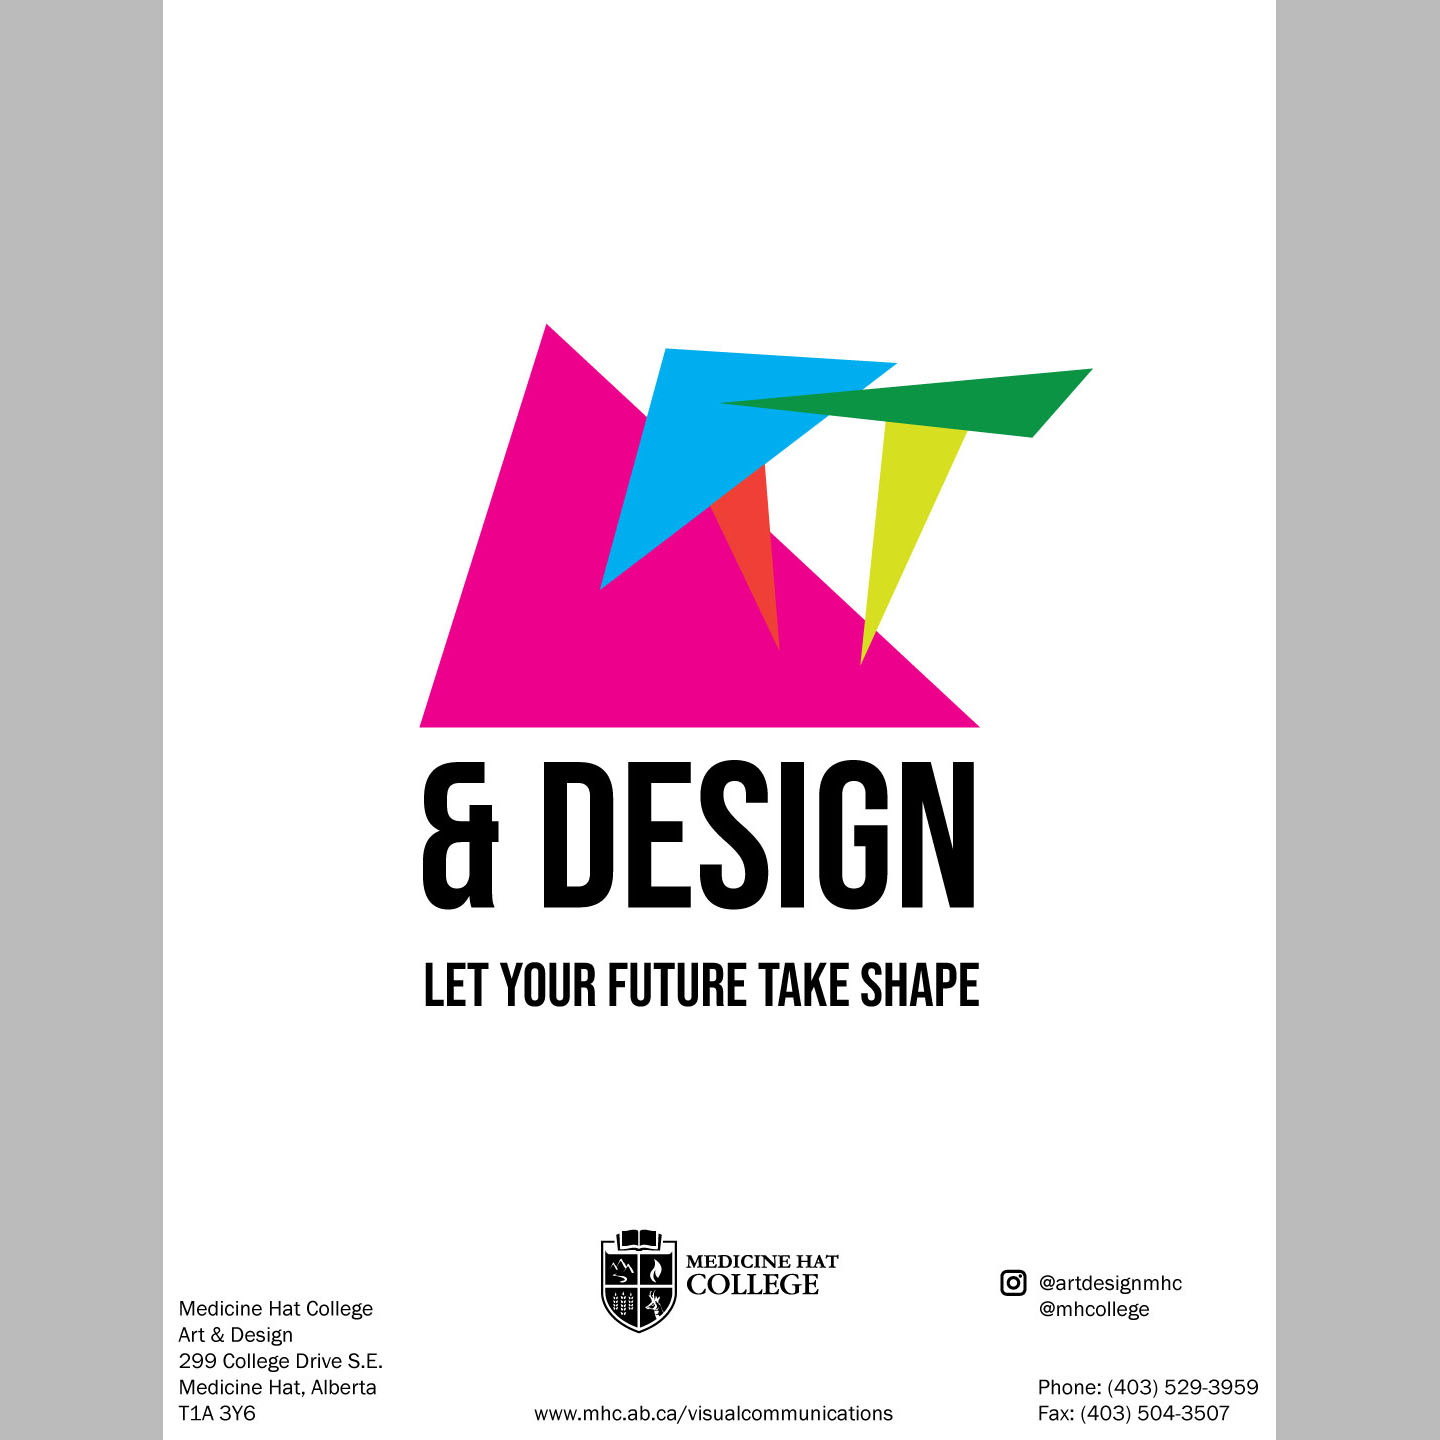 & DESIGN
LET YOUR FUTURE TAKE SHAPE
MEDICINE HAT
COLLEGE
Medicine Hat College
Art & Design
299 College Drive S.E.
Medicine Hat, Alberta
T1A 3Y6
www.mhc.ab.ca/visualcommunications
@artdesignmhc
@mhcollege
Phone: (403) 529-3959
Fax: (403) 504-3507